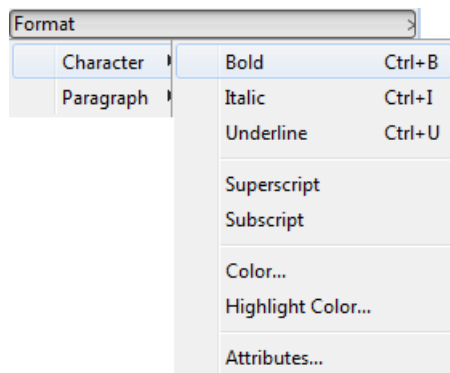 Format >
Character Bold Ctrl+B
Paragraph Italic Ctrl+I
Underline Ctrl+U
Superscript
Subscript
Color...
Highlight Color...
Attributes...